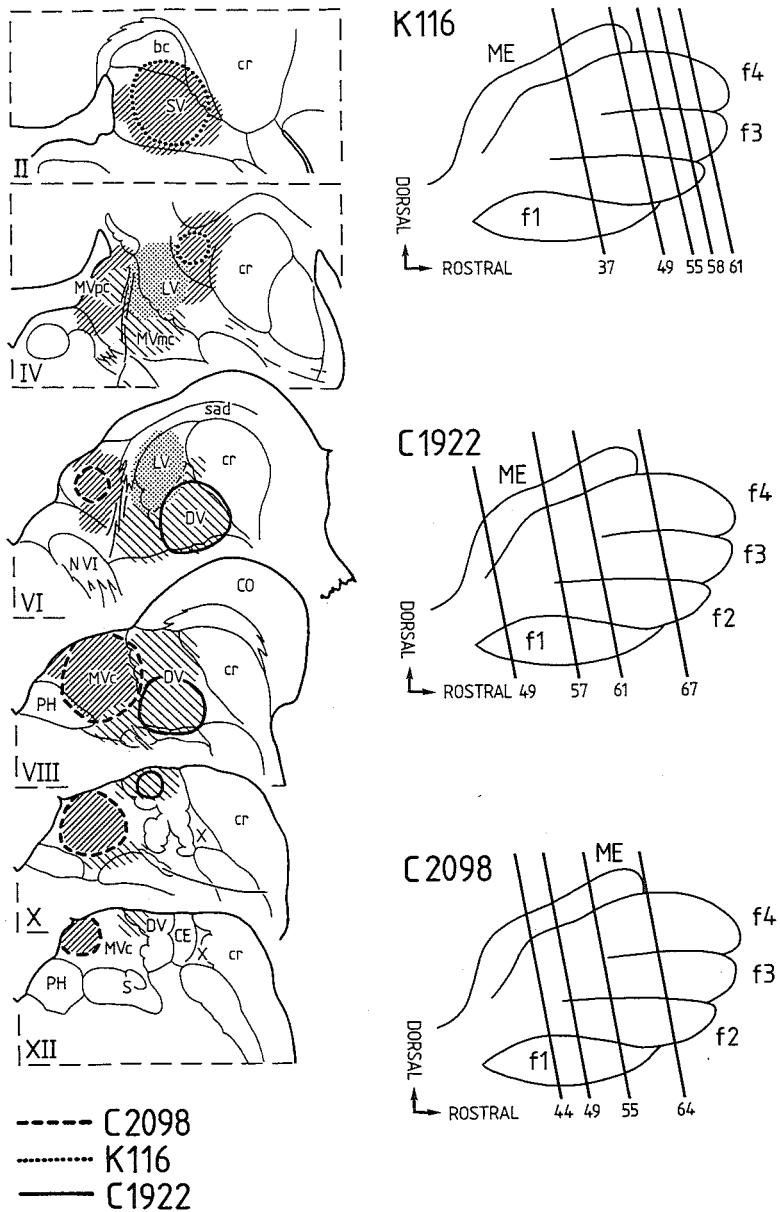 bc
cr
SV
II
MVpc
LV
cr
MVmc
IV
sad
LV
cr
DV
N VI
VI
CO
MVc
DV
cr
PH
VIII
X
cr
X
DV
CE
MVc
X
cr
PH
S
XII
C2098
K116
C1922
K116
ME
f4
f3
f1
DORSAL
ROSTRAL
37 49 55 58 61
C1922
ME
f4
f3
f2
f1
DORSAL
ROSTRAL 49 57 61 67
C2098
ME
f4
f3
f2
f1
DORSAL
ROSTRAL
44 49 55 64